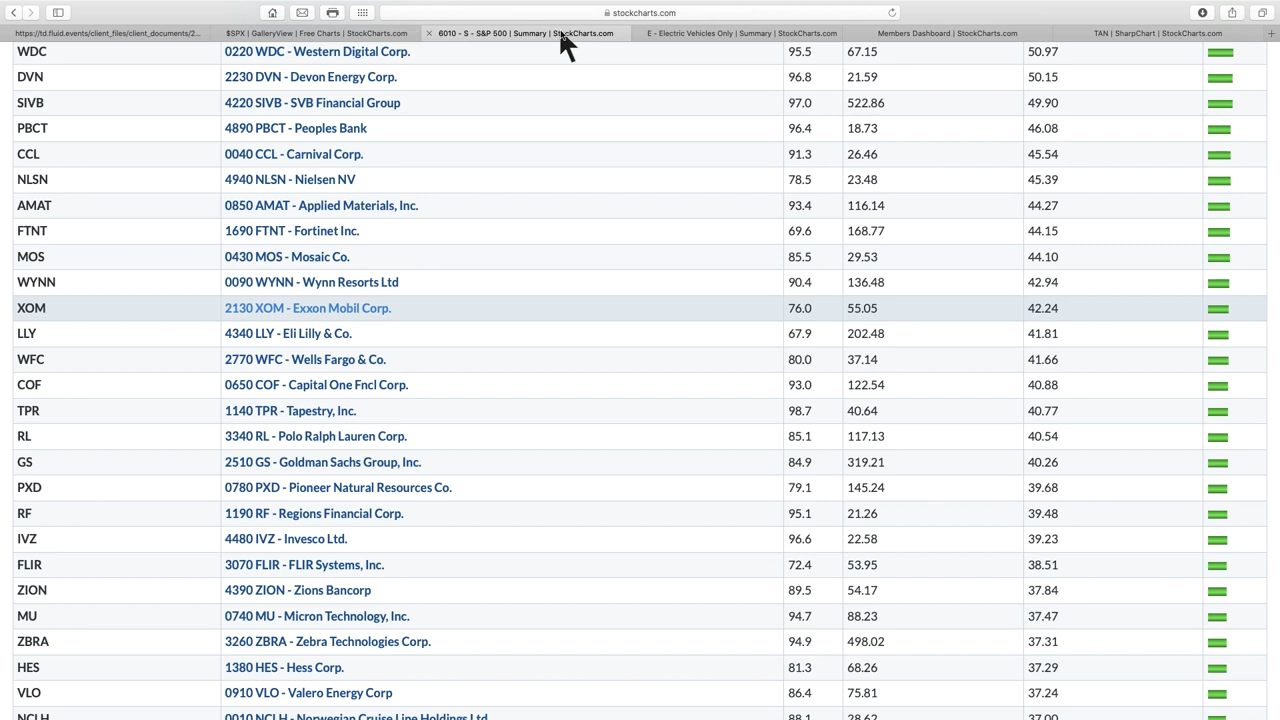 stockcharts.com
https://td.fluid.events/client_files/client_documents/2...
$SPX | GalleryView | Free Charts | StockCharts.com
6010 - S - S&P 500 | Summary | StockCharts.com
E - Electric Vehicles Only | Summary | StockCharts.com
Members Dashboard | StockCharts.com
TAN | SharpChart | StockCharts.com
WDC 0220 WDC - Western Digital Corp. 95.5 67.15 50.97
DVN 2230 DVN - Devon Energy Corp. 96.8 21.59 50.15
SIVB 4220 SIVB - SVB Financial Group 97.0 522.86 49.90
PBCT 4890 PBCT - Peoples Bank 96.4 18.73 46.08
CCL 0040 CCL - Carnival Corp. 91.3 26.46 45.54
NLSN 4940 NLSN - Nielsen NV 78.5 23.48 45.39
AMAT 0850 AMAT - Applied Materials, Inc. 93.4 116.14 44.27
FTNT 1690 FTNT - Fortinet Inc. 69.6 168.77 44.15
MOS 0430 MOS - Mosaic Co. 85.5 29.53 44.10
WYNN 0090 WYNN - Wynn Resorts Ltd 90.4 136.48 42.94
XOM 2130 XOM - Exxon Mobil Corp. 76.0 55.05 42.24
LLY 4340 LLY - Eli Lilly & Co. 67.9 202.48 41.81
WFC 2770 WFC - Wells Fargo & Co. 80.0 37.14 41.66
COF 0650 COF - Capital One Fncl Corp. 93.0 122.54 40.88
TPR 1140 TPR - Tapestry, Inc. 98.7 40.64 40.77
RL 3340 RL - Polo Ralph Lauren Corp. 85.1 117.13 40.54
GS 2510 GS - Goldman Sachs Group, Inc. 84.9 319.21 40.26
PXD 0780 PXD - Pioneer Natural Resources Co. 79.1 145.24 39.68
RF 1190 RF - Regions Financial Corp. 95.1 21.26 39.48
IVZ 4480 IVZ - Invesco Ltd. 96.6 22.58 39.23
FLIR 3070 FLIR - FLIR Systems, Inc. 72.4 53.95 38.51
ZION 4390 ZION - Zions Bancorp 89.5 54.17 37.84
MU 0740 MU - Micron Technology, Inc. 94.7 88.23 37.47
ZBRA 3260 ZBRA - Zebra Technologies Corp. 94.9 498.02 37.31
HES 1380 HES - Hess Corp. 81.3 68.26 37.29
VLO 0910 VLO - Valero Energy Corp 86.4 75.81 37.24
NCLH 0010 NCLH - Norwegian Cruise Line Holdings Ltd 88.1 28.62 37.00